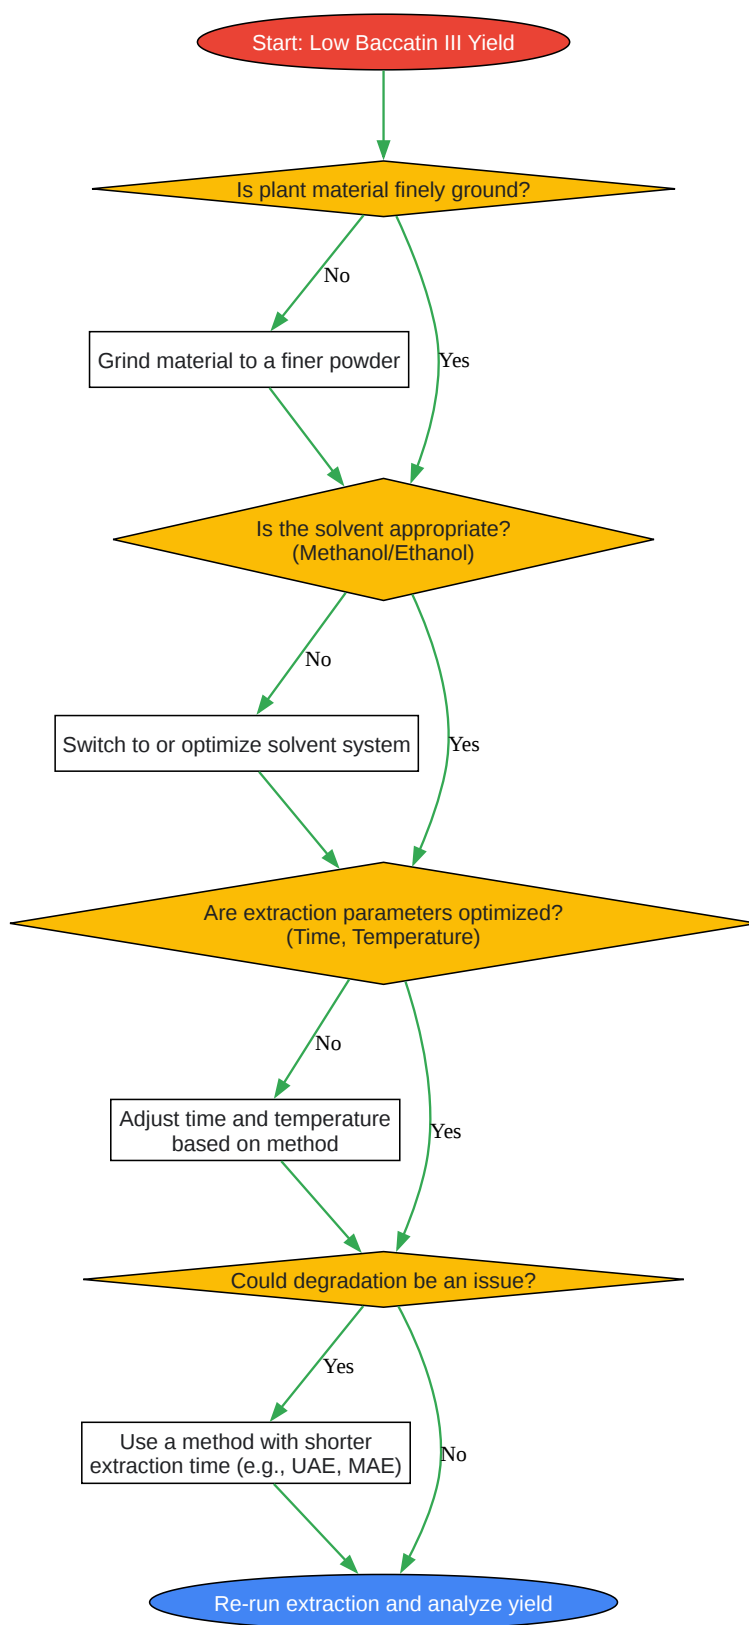 Start: Low Baccatin III Yield
Is plant material finely ground?
No
Grind material to a finer powder
Yes
Is the solvent appropriate?
(Methanol/Ethanol)
No
Switch to or optimize solvent system
Yes
Are extraction parameters optimized?
(Time, Temperature)
No
Adjust time and temperature
based on method
Yes
Could degradation be an issue?
Yes
Use a method with shorter
extraction time (e.g., UAE, MAE)
No
Re-run extraction and analyze yield